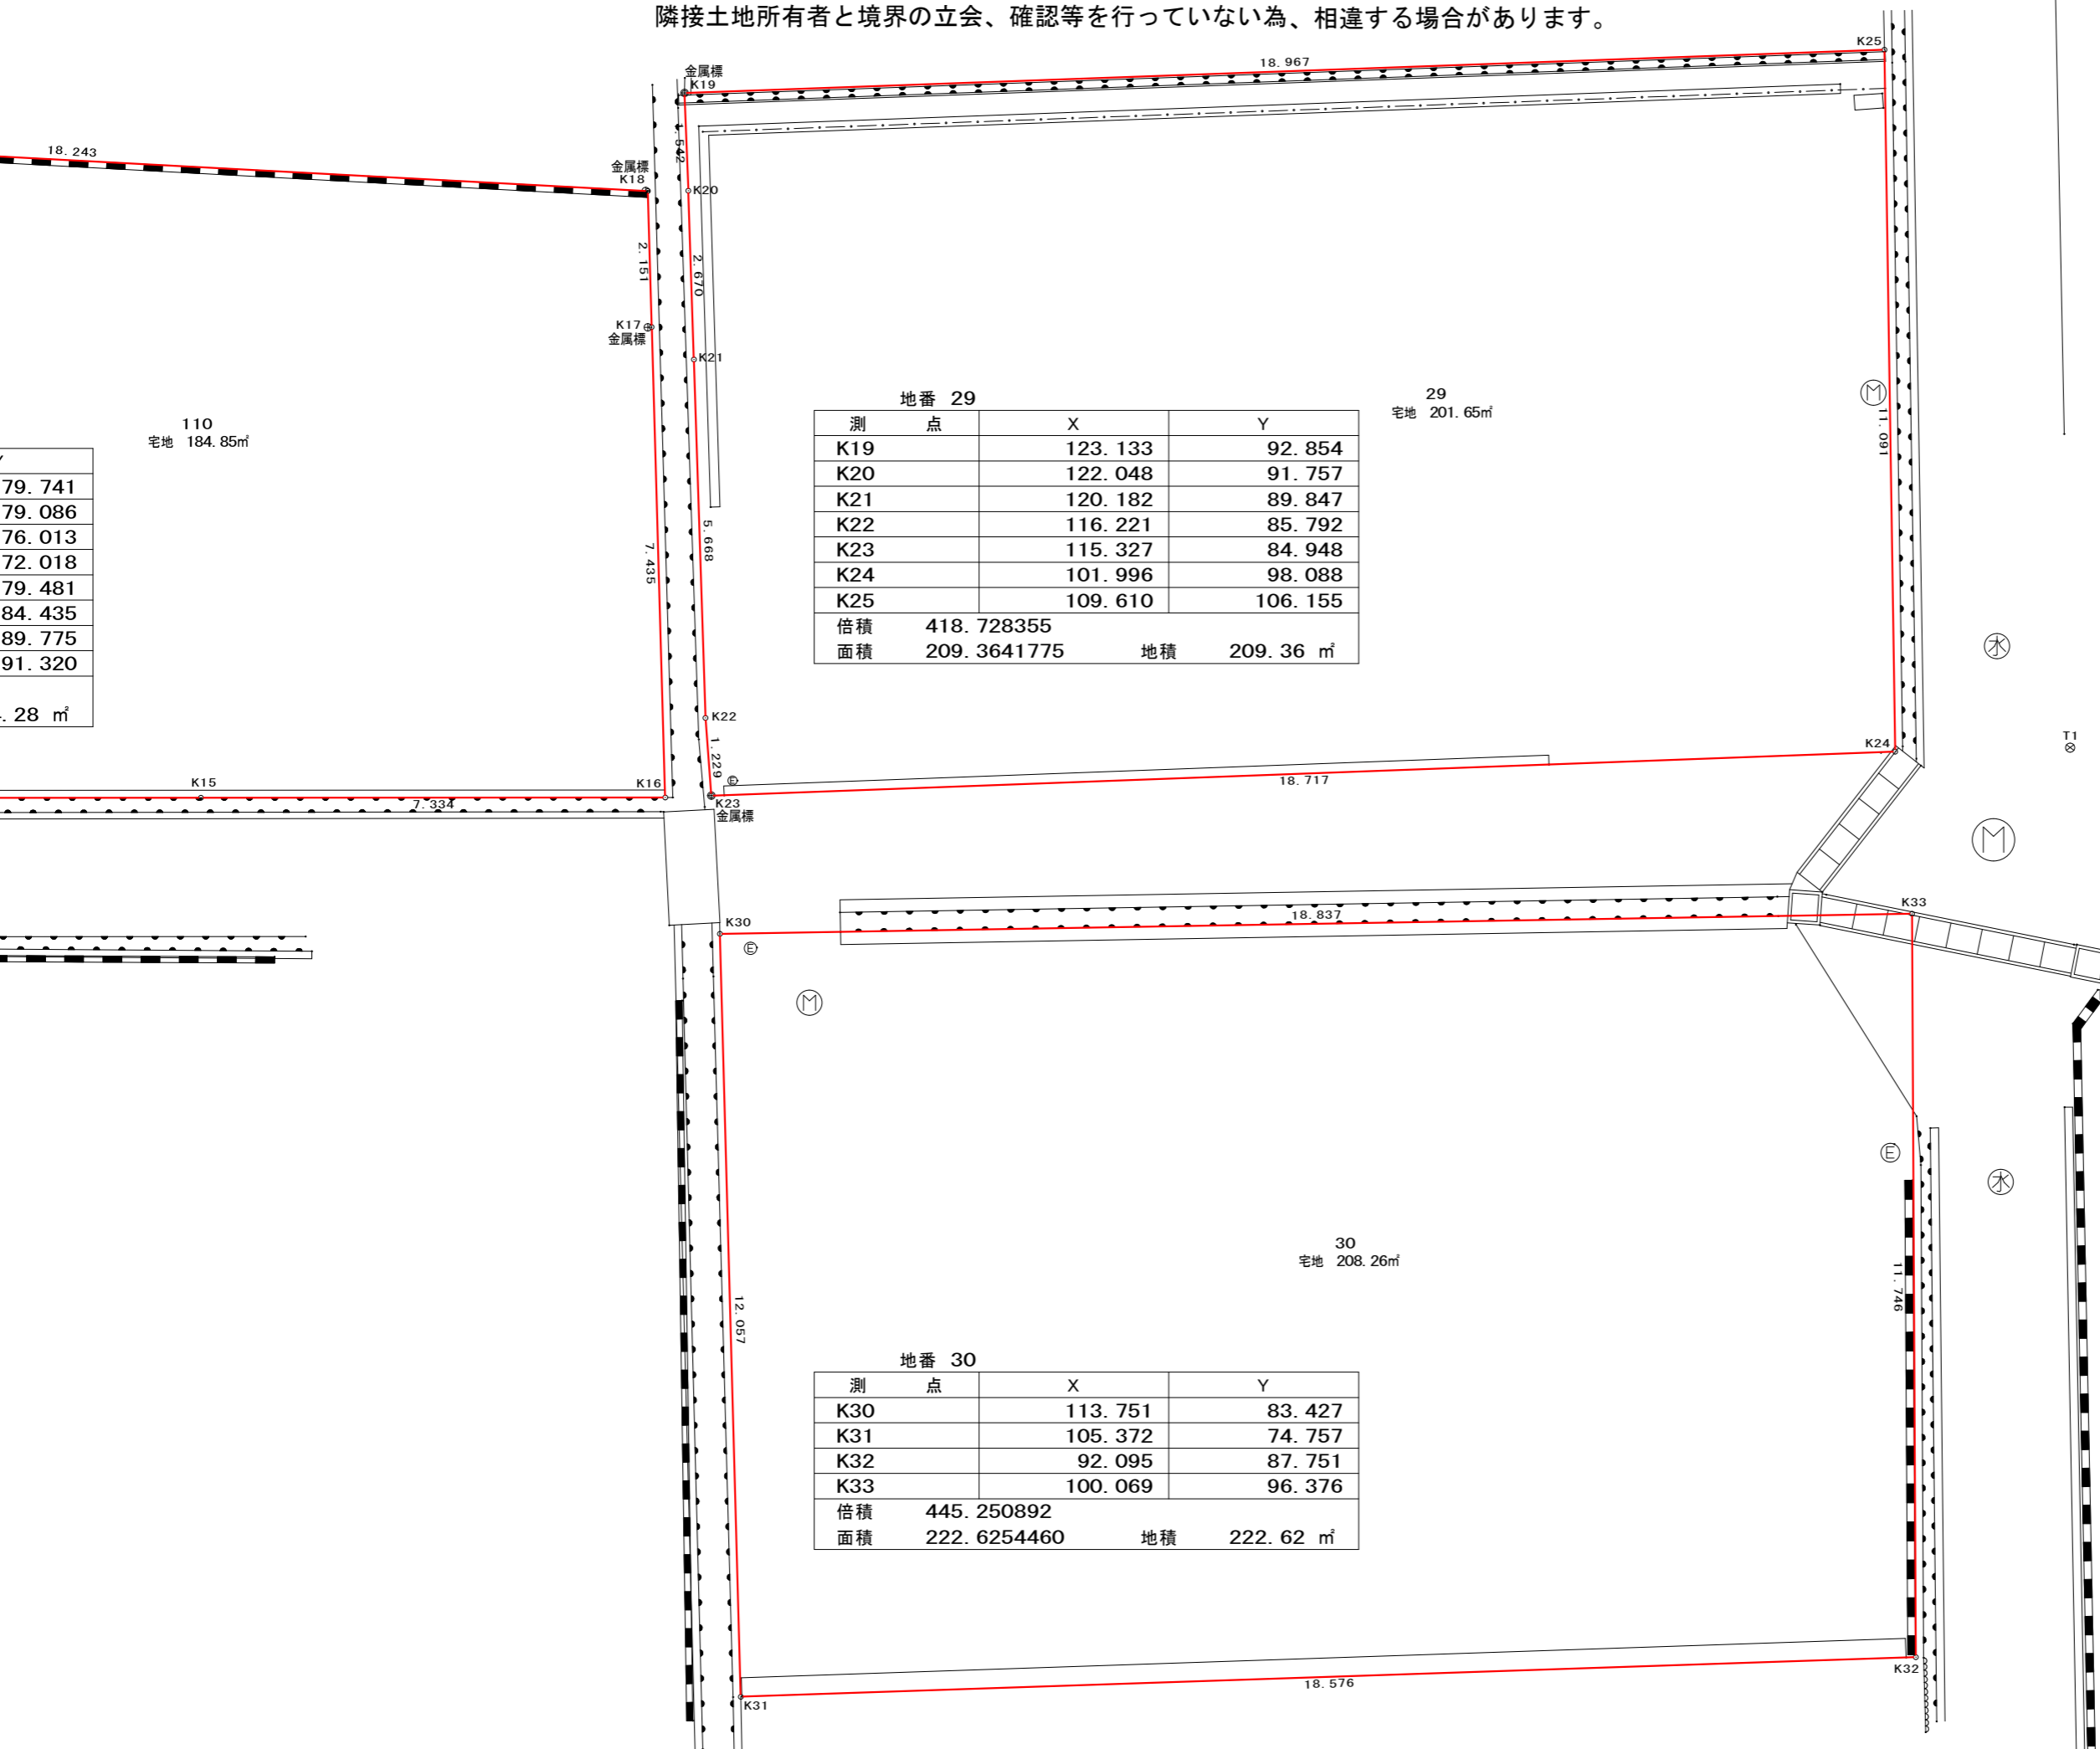 隣接土地所有者と境界の立会、確認等を行っていない為、相違する場合があります。
K25
18.967
金属標
K19
18.243
金属標
K18
.542
K20
2.151
2.670
K17
金属標
K21
110
宅地 184.85㎡
Y
79.741
79.086
76.013
72.018
79.481
84.435
89.775
91.320
.28 ㎡
地番 29
測 点 X Y
K19 123.133 92.854
K20 122.048 91.757
K21 120.182 89.847
K22 116.221 85.792
K23 115.327 84.948
K24 101.996 98.088
K25 109.610 106.155
倍積 418.728355
面積 209.3641775 地積 209.36 ㎡
29
宅地 201.65㎡
M
11.091
5.668
7.435
水
K22
1.229
E
K24
T1
K15
K16
7.334
K23
金属標
18.717
M
K30
E
18.837
K33
M
E
水
30
宅地 208.26㎡
12.057
11.746
地番 30
測 点 X Y
K30 113.751 83.427
K31 105.372 74.757
K32 92.095 87.751
K33 100.069 96.376
倍積 445.250892
面積 222.6254460 地積 222.62 ㎡
K32
18.576
K31